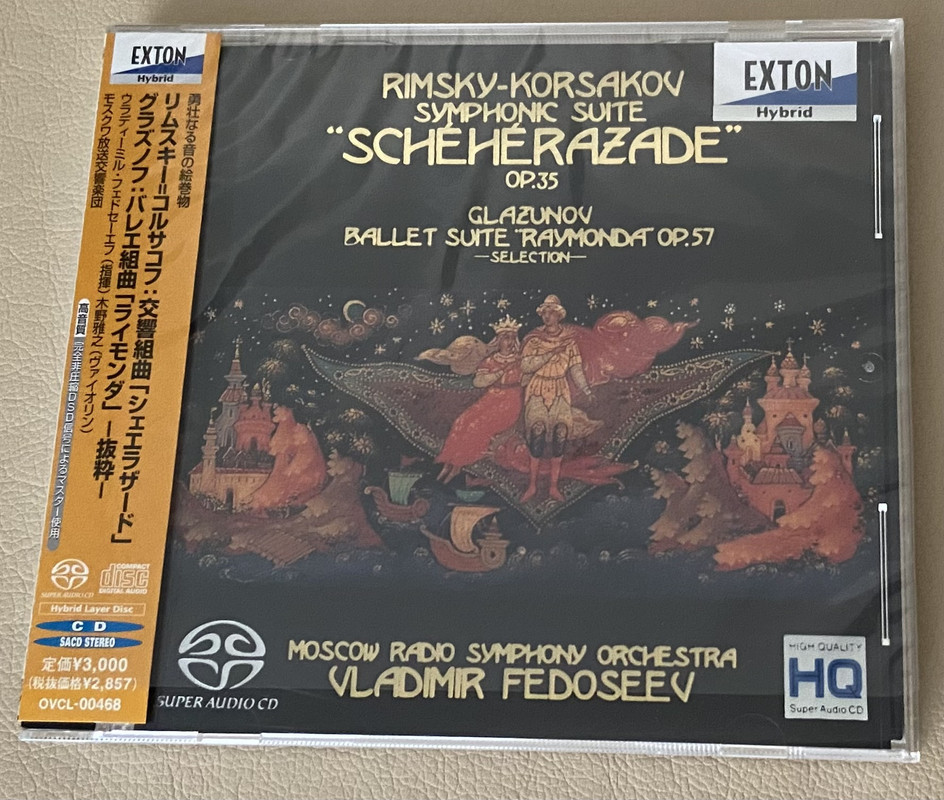 EXTON
Hybrid
勇壮なる音の絵巻物
リムスキー=コルサコフ:交響組曲「シェエラザード」
グラズノフ:バレエ組曲「ライモンダ」―抜粋―
ウラディーミル・フェドセーエフ(指揮)木野雅之(ヴァイオリン)
モスクワ放送交響楽団
高音質 完全非圧縮DSD信号によるマスター使用
SUPER AUDIO CD
COMPACT
disc
DIGITAL AUDIO
Hybrid Layer Disc
CD
SACD STEREO
定価¥3,000
(税抜価格¥2,857)
OVCL-00468
RIMSKY-KORSAKOV
SYMPHONIC SUITE
"SCHÉHÉRAZADE"
OP.35
GLAZUNOV
BALLET SUITE "RAYMONDA" OP.57
—SELECTION—
EXTON
Hybrid
SUPER AUDIO CD
MOSCOW RADIO SYMPHONY ORCHESTRA
VLADIMIR FEDOSEEV
HIGH QUALITY
HQ
Super Audio CD